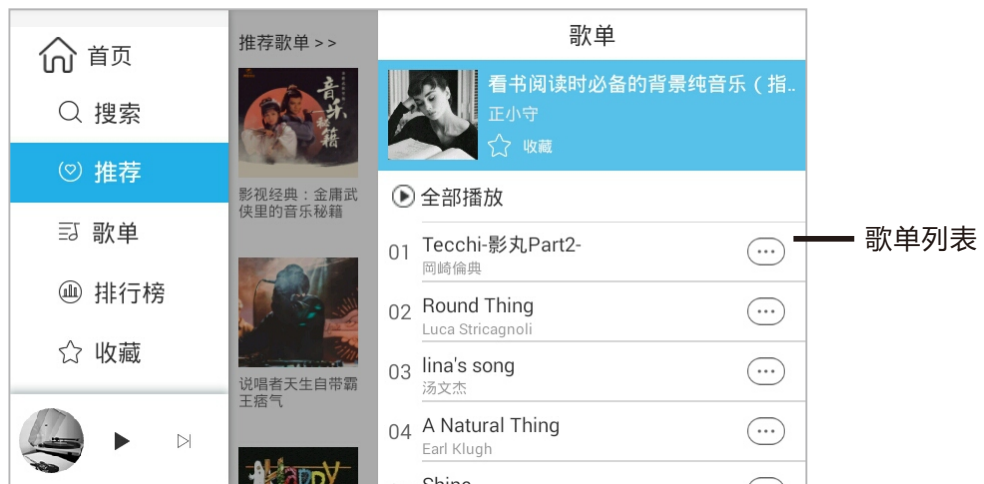 首页
搜索
推荐
歌单
排行榜
收藏
推荐歌单 > >
音乐
秘籍
影视经典：金庸武
侠里的音乐秘籍
说唱者天生自带霸
王痞气
HAPPY
歌单
看书阅读时必备的背景纯音乐（指..
正小守
收藏
全部播放
01 Tecchi-影丸Part2-
岡崎倫典
02 Round Thing
Luca Stricagnoli
03 lina's song
汤文杰
04 A Natural Thing
Earl Klugh
歌单列表